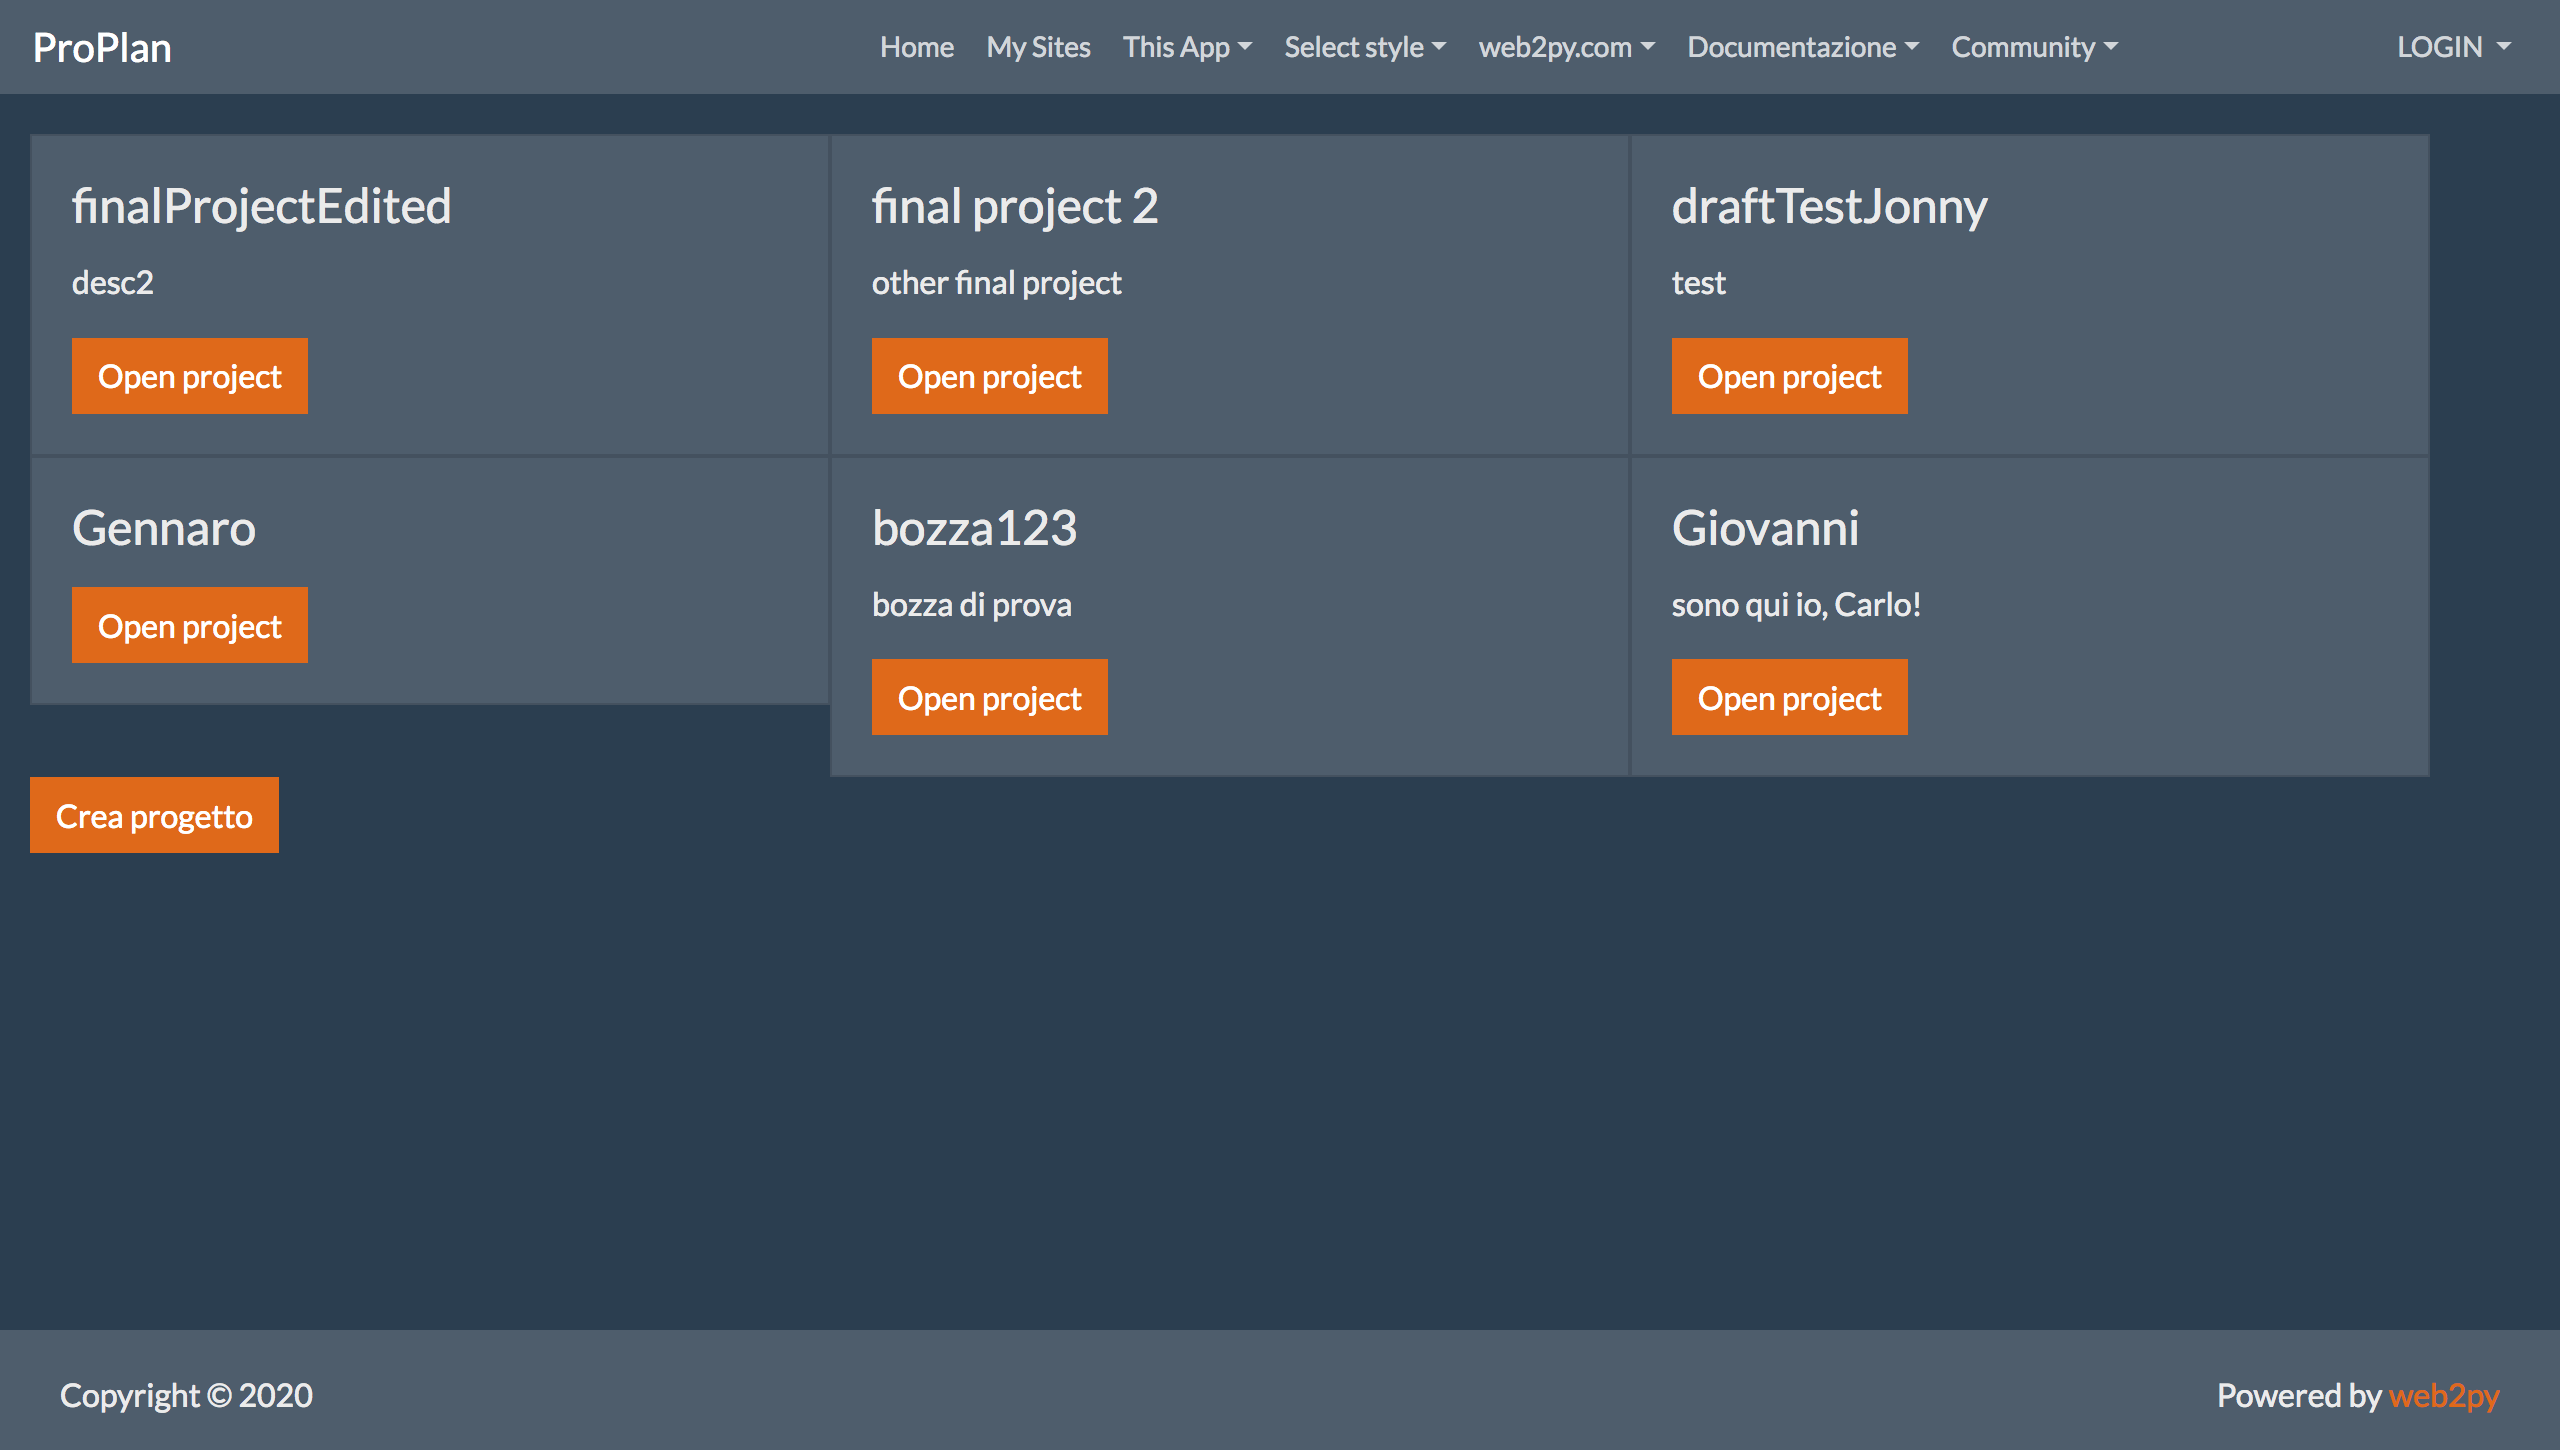 ProPlan Home My Sites This App Select style web2py.com Documentazione Community LOGIN
finalProjectEdited
desc2
Open project
final project 2
other final project
Open project
draftTestJonny
test
Open project
Gennaro
Open project
bozza123
bozza di prova
Open project
Giovanni
sono qui io, Carlo!
Open project
Crea progetto
Copyright © 2020
Powered by web2py